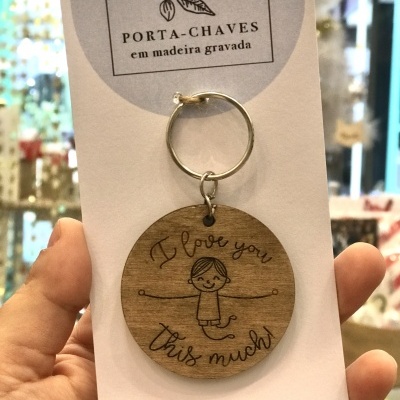 PORTA-CHAVES
em madeira gravada
I love you
this much!